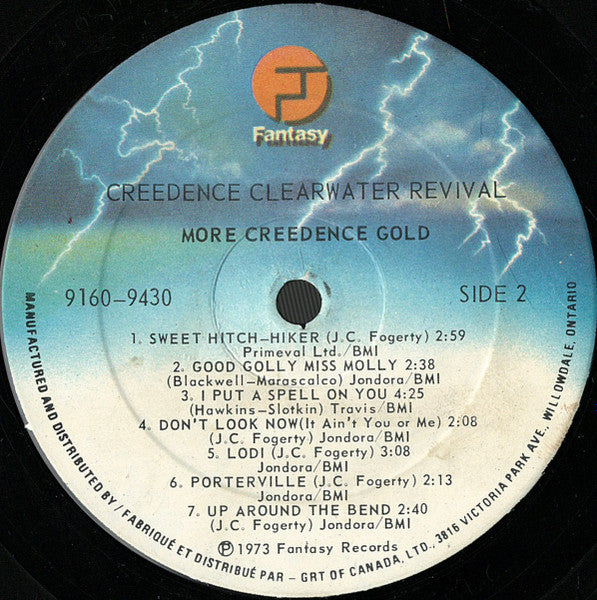 Fantasy
CREEDENCE CLEARWATER REVIVAL
MORE CREEDENCE GOLD
9160-9430
SIDE 2
1. SWEET HITCH-HIKER (J.C. Fogerty) 2:59
Primeval Ltd./BMI
2. GOOD GOLLY MISS MOLLY 2:38
(Blackwell-Marascalco) Jondora/BMI
3. I PUT A SPELL ON YOU 4:25
(Hawkins-Slotkin) Travis/BMI
4. DON'T LOOK NOW(It Ain't You or Me) 2:08
(J.C. Fogerty) Jondora/BMI
5. LODI (J.C. Fogerty) 3:08
Jondora/BMI
6. PORTERVILLE (J.C. Fogerty) 2:13
Jondora/BMI
7. UP AROUND THE BEND 2:40
(J.C. Fogerty) Jondora/BMI
℗1973 Fantasy Records
MANUFACTURED AND DISTRIBUTED BY / FABRIQUÉ ET DISTRIBUÉ PAR - GRT OF CANADA, LTD., 3816 VICTORIA PARK AVE., WILLOWDALE, ONTARIO